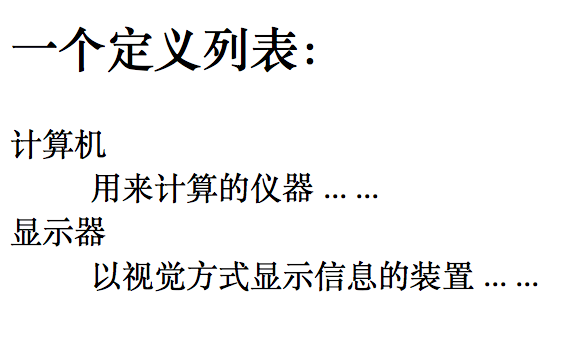 一个定义列表：
计算机
用来计算的仪器 ... ...
显示器
以视觉方式显示信息的装置 ... ...